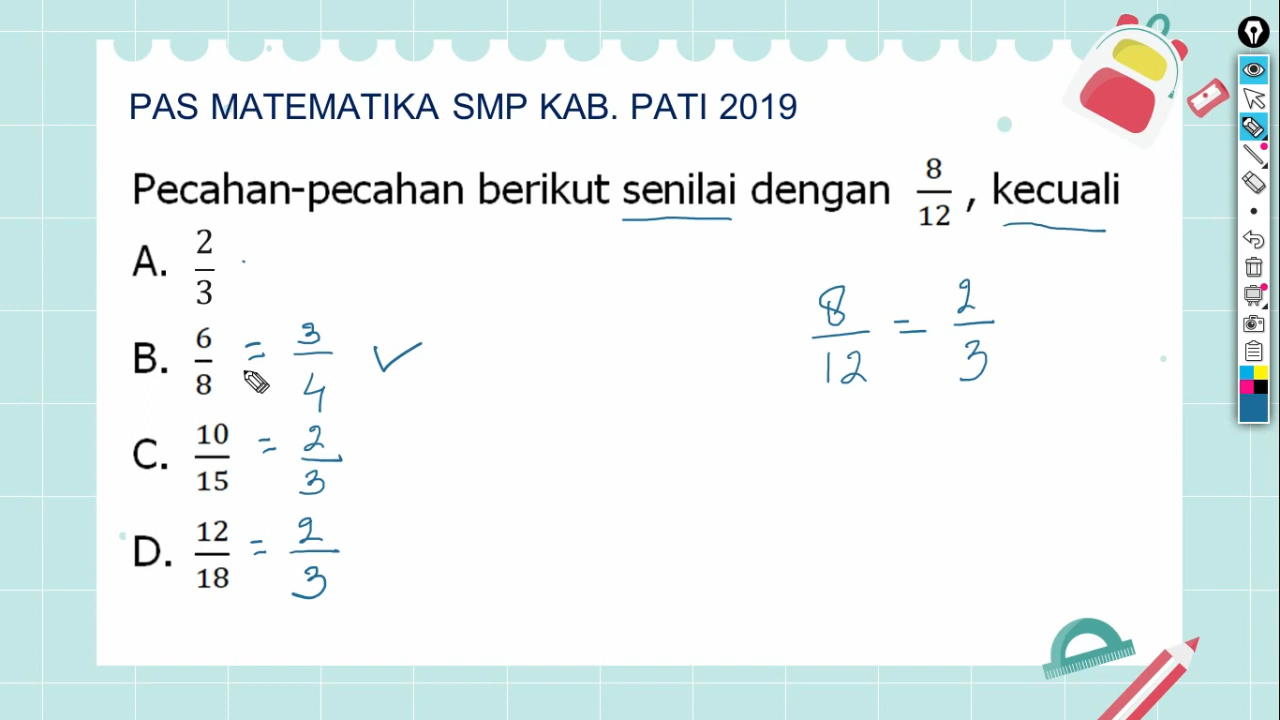 PAS MATEMATIKA SMP KAB. PATI 2019
Pecahan-pecahan berikut senilai dengan 8/12 , kecuali
A. 2/3
8/12 = 2/3
B. 6/8 = 3/4 ✓
C. 10/15 = 2/3
D. 12/18 = 2/3